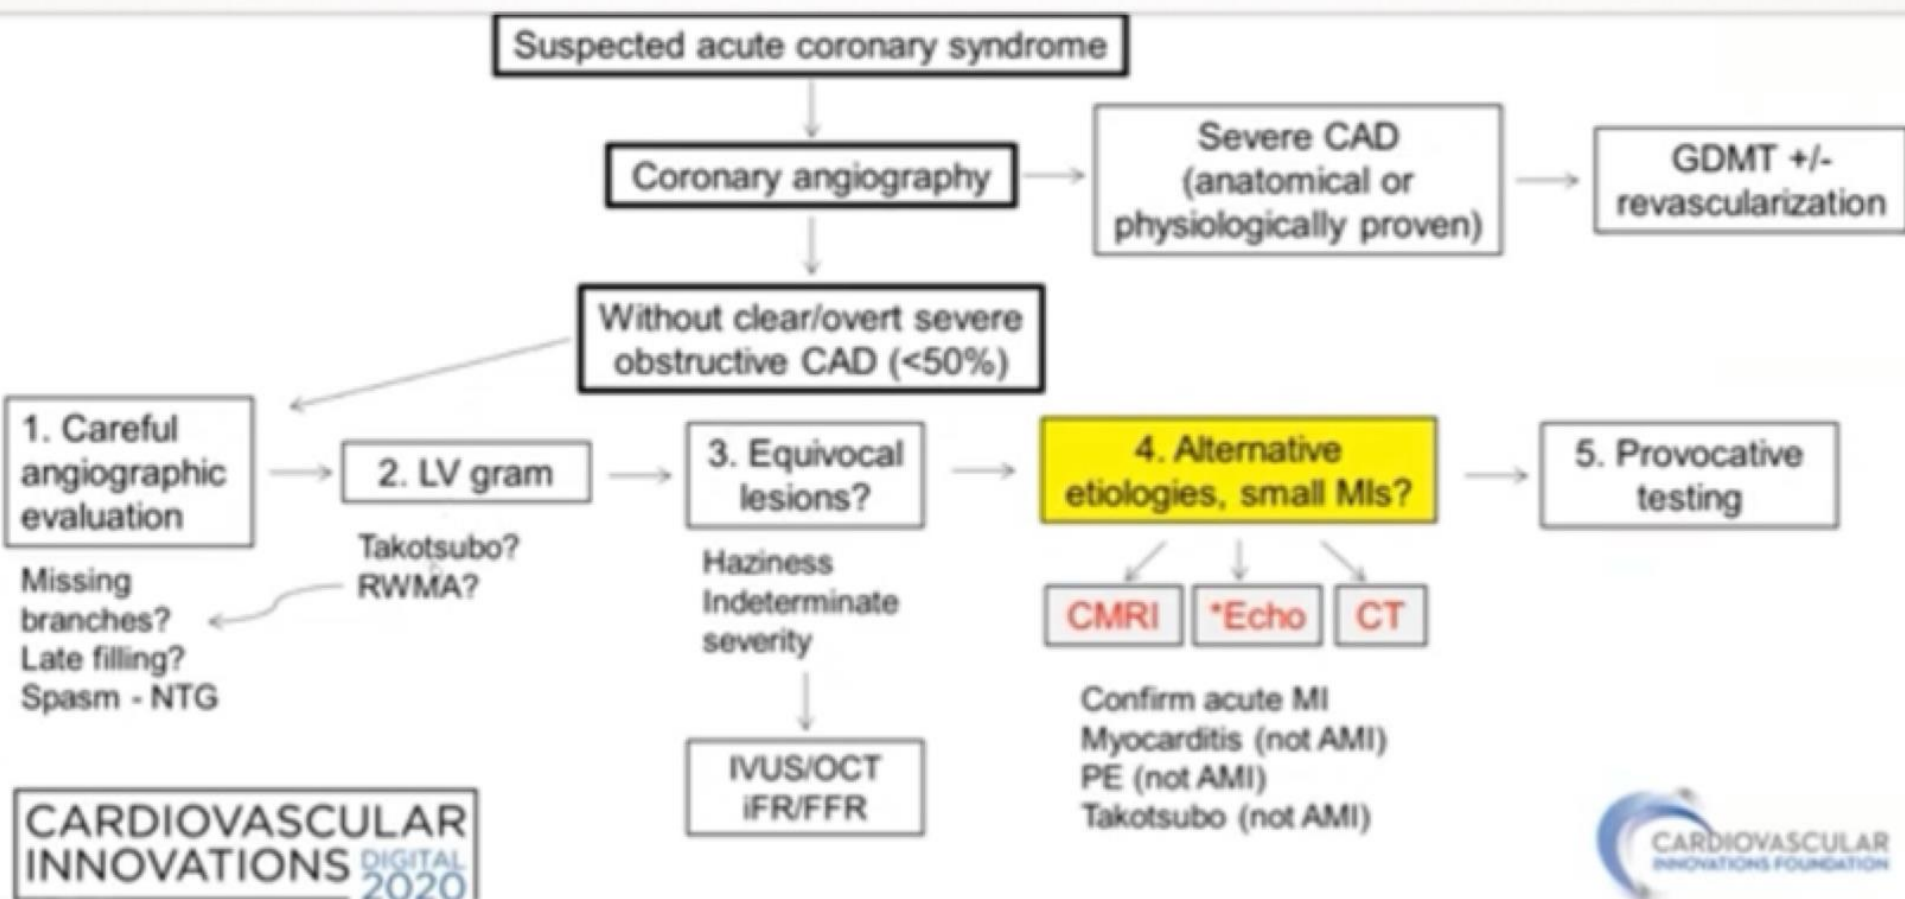 Suspected acute coronary syndrome
Coronary angiography
Severe CAD
(anatomical or
physiologically proven)
GDMT +/-
revascularization
Without clear/overt severe
obstructive CAD (<50%)
1. Careful
angiographic
evaluation
Missing
branches?
Late filling?
Spasm - NTG
2. LV gram
Takotsubo?
RWMA?
3. Equivocal
lesions?
Haziness
Indeterminate
severity
IVUS/OCT
iFR/FFR
4. Alternative
etiologies, small MIs?
CMRI
*Echo
CT
Confirm acute MI
Myocarditis (not AMI)
PE (not AMI)
Takotsubo (not AMI)
5. Provocative
testing
CARDIOVASCULAR
INNOVATIONS DIGITAL
2020
CARDIOVASCULAR
INNOVATIONS FOUNDATION